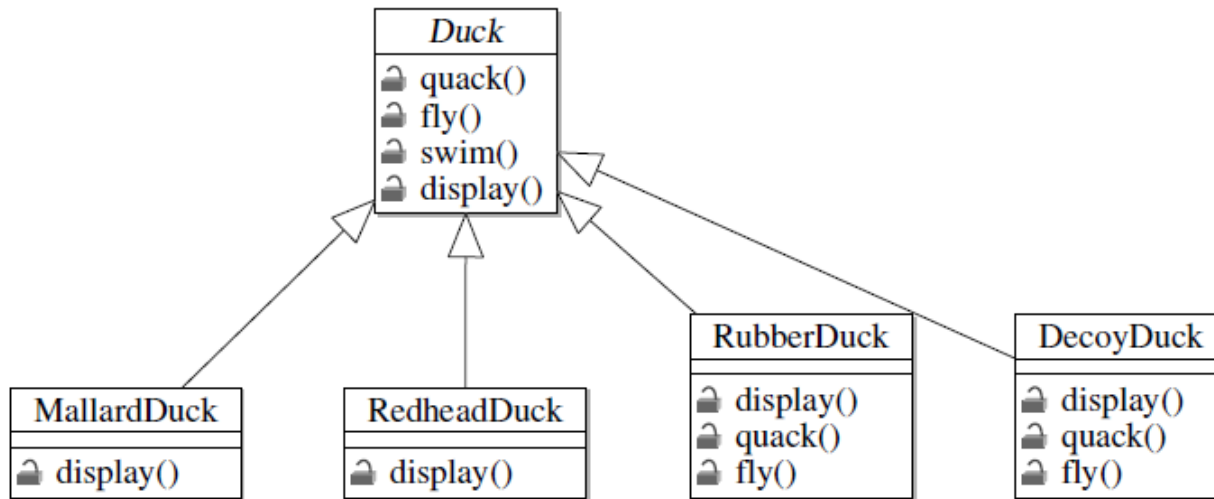 Duck
quack()
fly()
swim()
display()
MallardDuck
display()
RedheadDuck
display()
RubberDuck
display()
quack()
fly()
DecoyDuck
display()
quack()
fly()